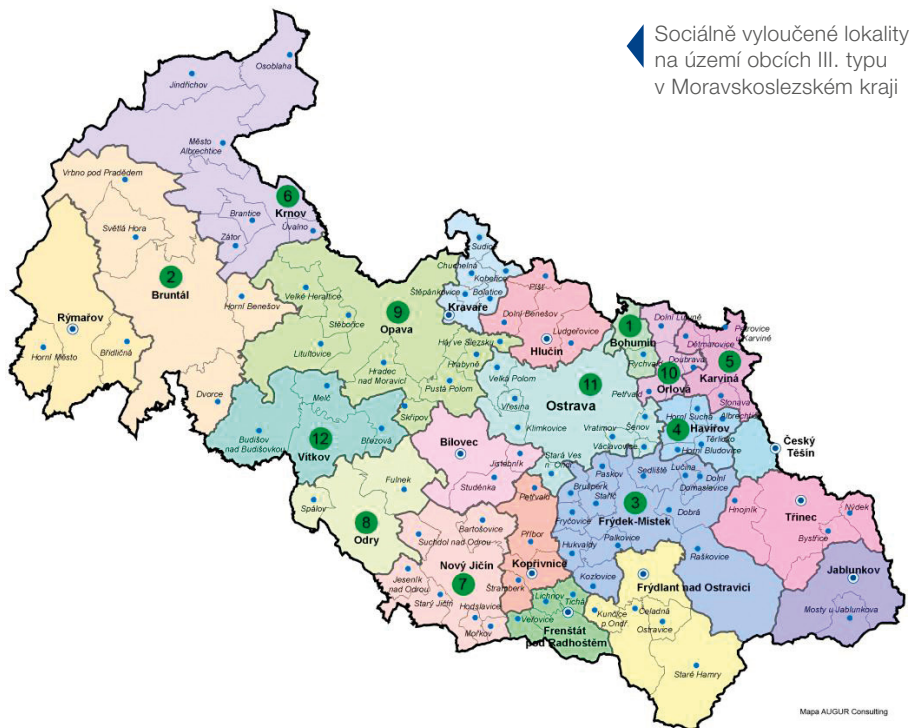 Sociálně vyloučené lokality
na území obcích III. typu
v Moravskoslezském kraji
Osoblaha
Jindřichov
Město
Albrechtice
Vrbno pod Pradědem
6
Krnov
Brantice
Úvalno
Zátor
Světlá Hora
2
Bruntál
Horní Benešov
Rýmařov
Horní Město
Břidličná
Dvorce
Velké Heraltice
Stěbořice
Litultovice
9
Opava
Hradec
nad Moravicí
Štěpánkovice
Chuchelná
Sudice
Kobeřice
Bolatice
Kravaře
Píšť
Dolní Benešov
Ludgeřovice
Hlučín
Háj ve Slezsku
Hrabyně
Pustá Polom
Skřipov
Velká Polom
Vřesina
Klimkovice
11
Ostrava
Vratimov
Václavovice
Šenov
Stará Ves
n. Ondř.
1
Bohumín
Rychvald
Dolní Lutyně
Dětmarovice
Petrovice
u Karviné
Doubrava
10
Orlová
Petřvald
5
Karviná
Stonava
Albrechtice
Horní Suchá
4
Havířov
Těrlicko
Horní Bludovice
Český
Těšín
Melč
12
Vítkov
Budišov
nad Budišovkou
Březová
Bílovec
Jistebník
Studénka
Fulnek
Spálov
8
Odry
Bartošovice
Suchdol nad Odrou
Nový Jičín
7
Jeseník
nad Odrou
Starý Jičín
Hodslavice
Mořkov
Petřvald
Příbor
Kopřivnice
Štramberk
Lichnov
Tichá
Veřovice
Frenštát
pod Radhoštěm
Paskov
Sedliště
Lučina
Dolní
Domaslavice
Brušperk
Staříč
3
Frýdek-Místek
Dobrá
Fryčovice
Hukvaldy
Palkovice
Kozlovice
Raškovice
Frýdlant nad Ostravicí
Kunčice
p Ondř.
Čeladná
Ostravice
Staré Hamry
Hnojník
Třinec
Nýdek
Bystřice
Jablunkov
Mosty u Jablunkova
Mapa AUGUR Consulting